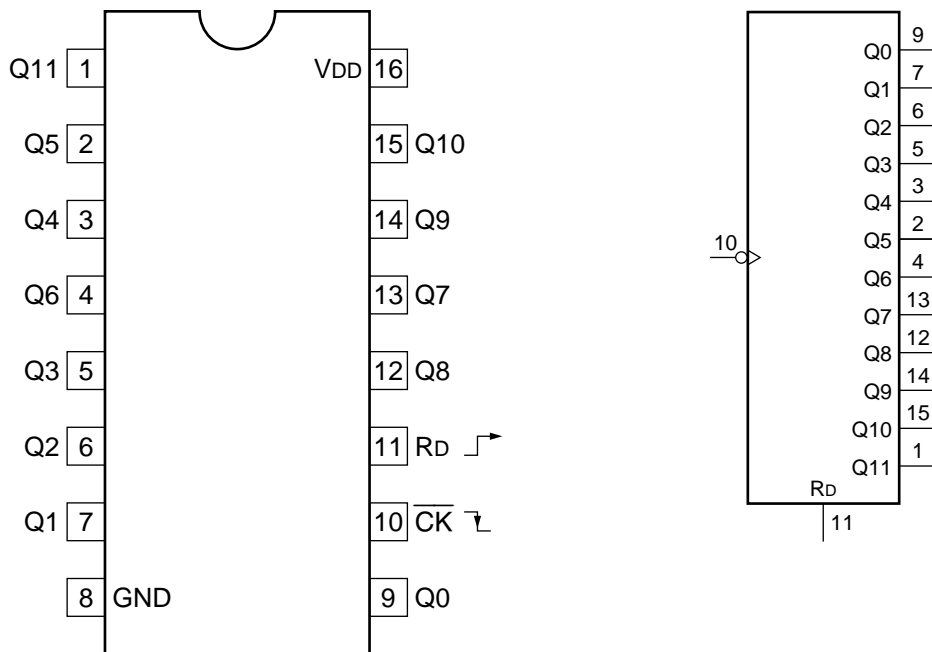 Q11 1 VDD 16
Q5 2 15 Q10
Q4 3 14 Q9
Q6 4 13 Q7
Q3 5 12 Q8
Q2 6 11 RD
Q1 7 10 CK
8 GND 9 Q0
10
Q0 9
Q1 7
Q2 6
Q3 5
Q4 3
Q5 2
Q6 4
Q7 13
Q8 12
Q9 14
Q10 15
Q11 1
RD
11